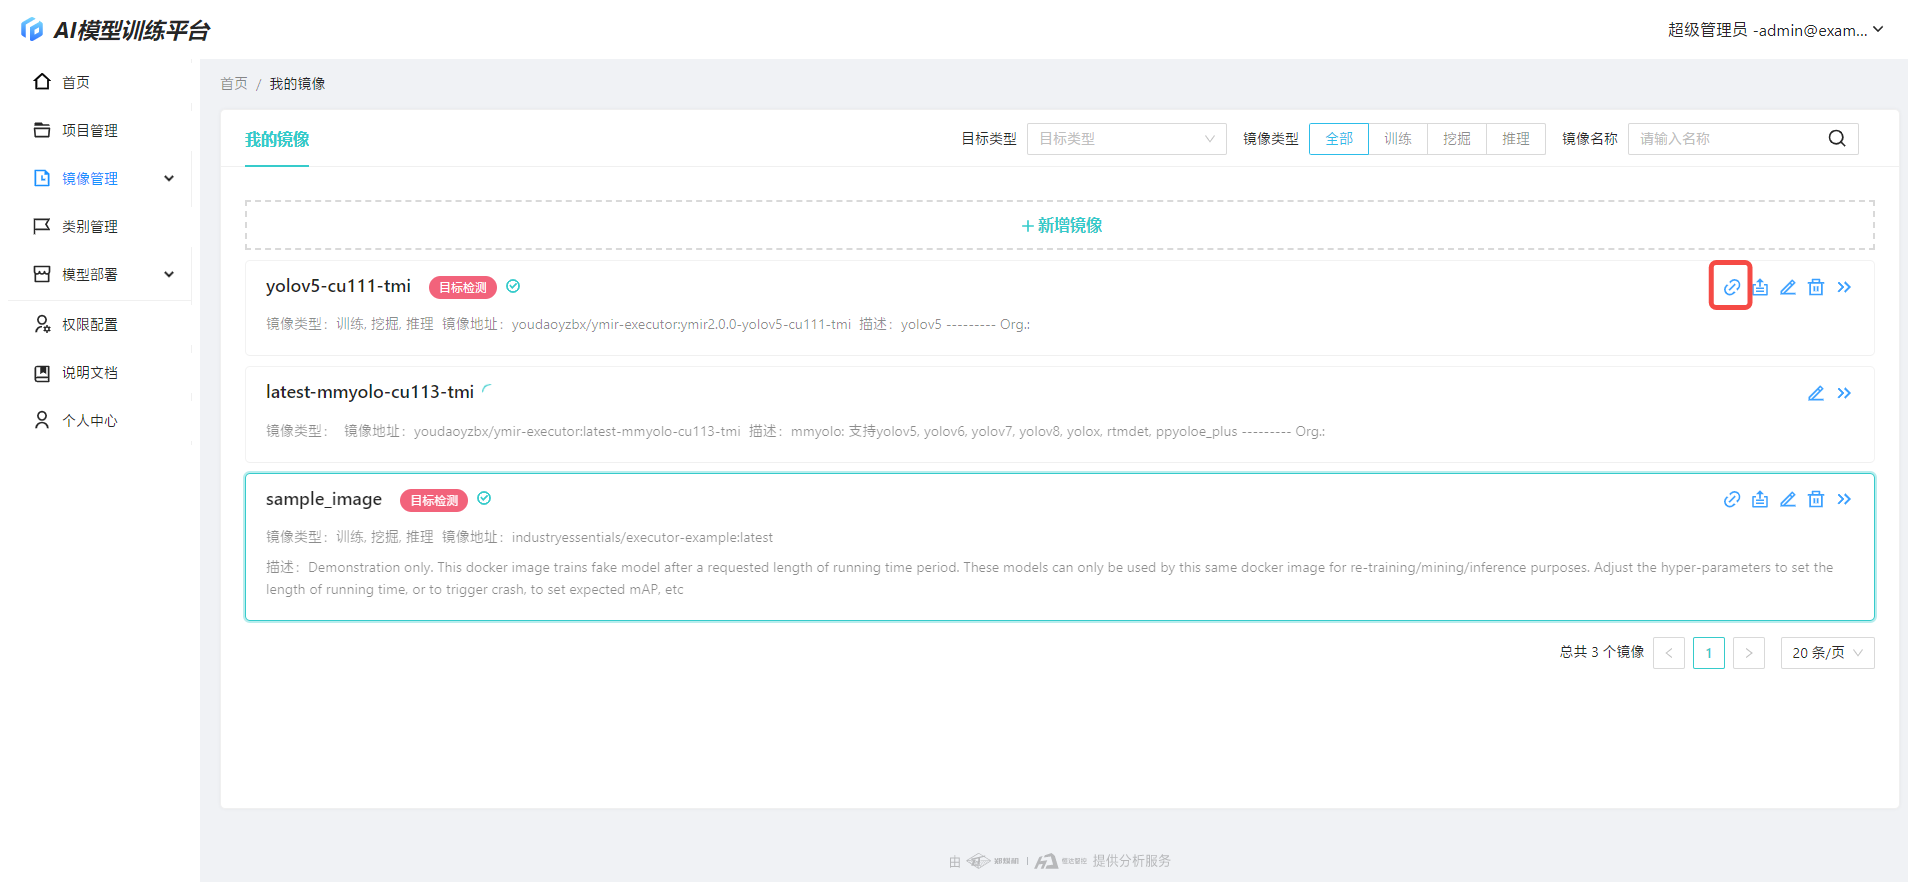 AI模型训练平台
超级管理员 -admin@exam...
首页
项目管理
镜像管理
类别管理
模型部署
权限配置
说明文档
个人中心
首页 / 我的镜像
我的镜像
目标类型 目标类型 镜像类型 全部 训练 挖掘 推理 镜像名称 请输入名称
+ 新增镜像
yolov5-cu111-tmi 目标检测
镜像类型： 训练, 挖掘, 推理 镜像地址： youdaoyzbx/ymir-executor:ymir2.0.0-yolov5-cu111-tmi 描述： yolov5 --------- Org.:
latest-mmyolo-cu113-tmi
镜像类型： 镜像地址： youdaoyzbx/ymir-executor:latest-mmyolo-cu113-tmi 描述： mmyolo: 支持yolov5, yolov6, yolov7, yolov8, yolox, rtmdet, ppyoloe_plus --------- Org.:
sample_image 目标检测
镜像类型： 训练, 挖掘, 推理 镜像地址： industryessentials/executor-example:latest
描述： Demonstration only. This docker image trains fake model after a requested length of running time period. These models can only be used by this same docker image for re-training/mining/inference purposes. Adjust the hyper-parameters to set the
length of running time, or to trigger crash, to set expected mAP, etc
总共 3 个镜像 < 1 > 20 条/页
由 | 提供分析服务